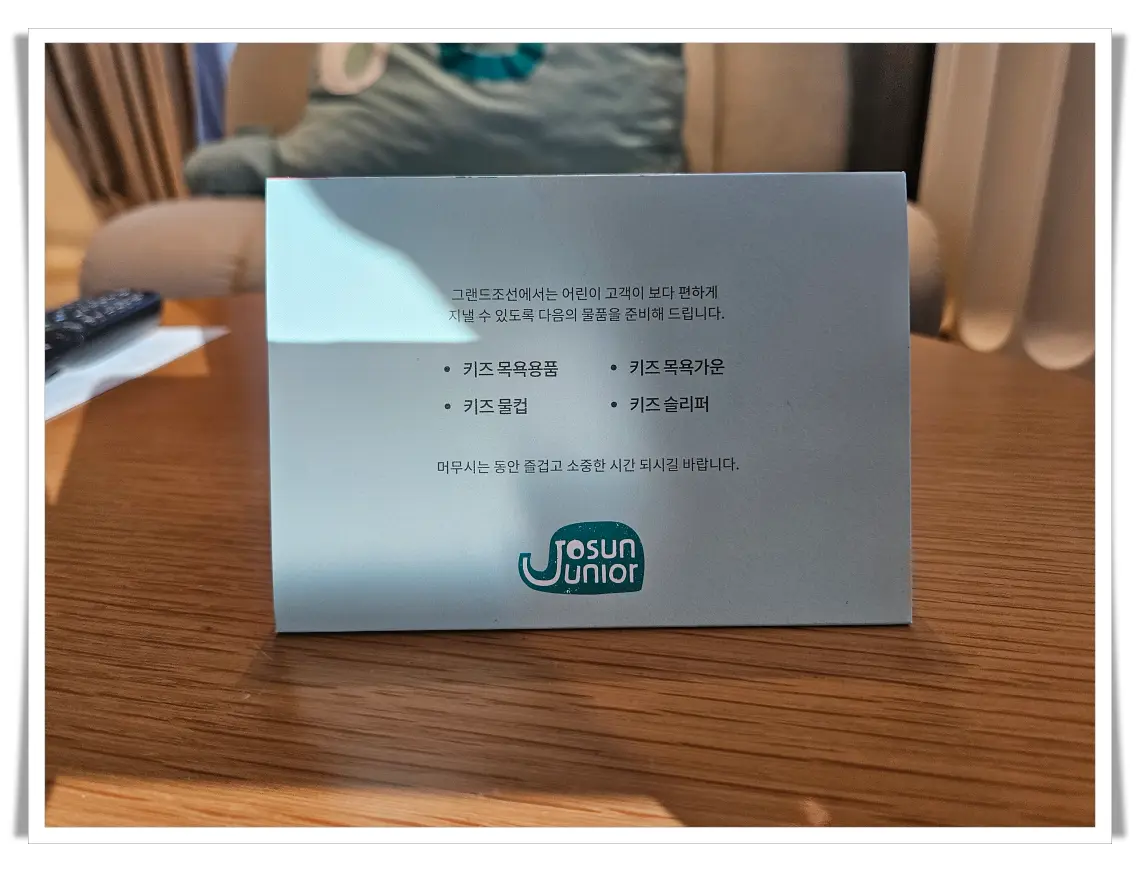 그랜드조선에서는 어린이 고객이 보다 편하게
지낼 수 있도록 다음의 물품을 준비해 드립니다.
• 키즈 목욕용품 • 키즈 목욕가운
• 키즈 물컵 • 키즈 슬리퍼
머무시는 동안 즐겁고 소중한 시간 되시길 바랍니다.
Josun
Junior